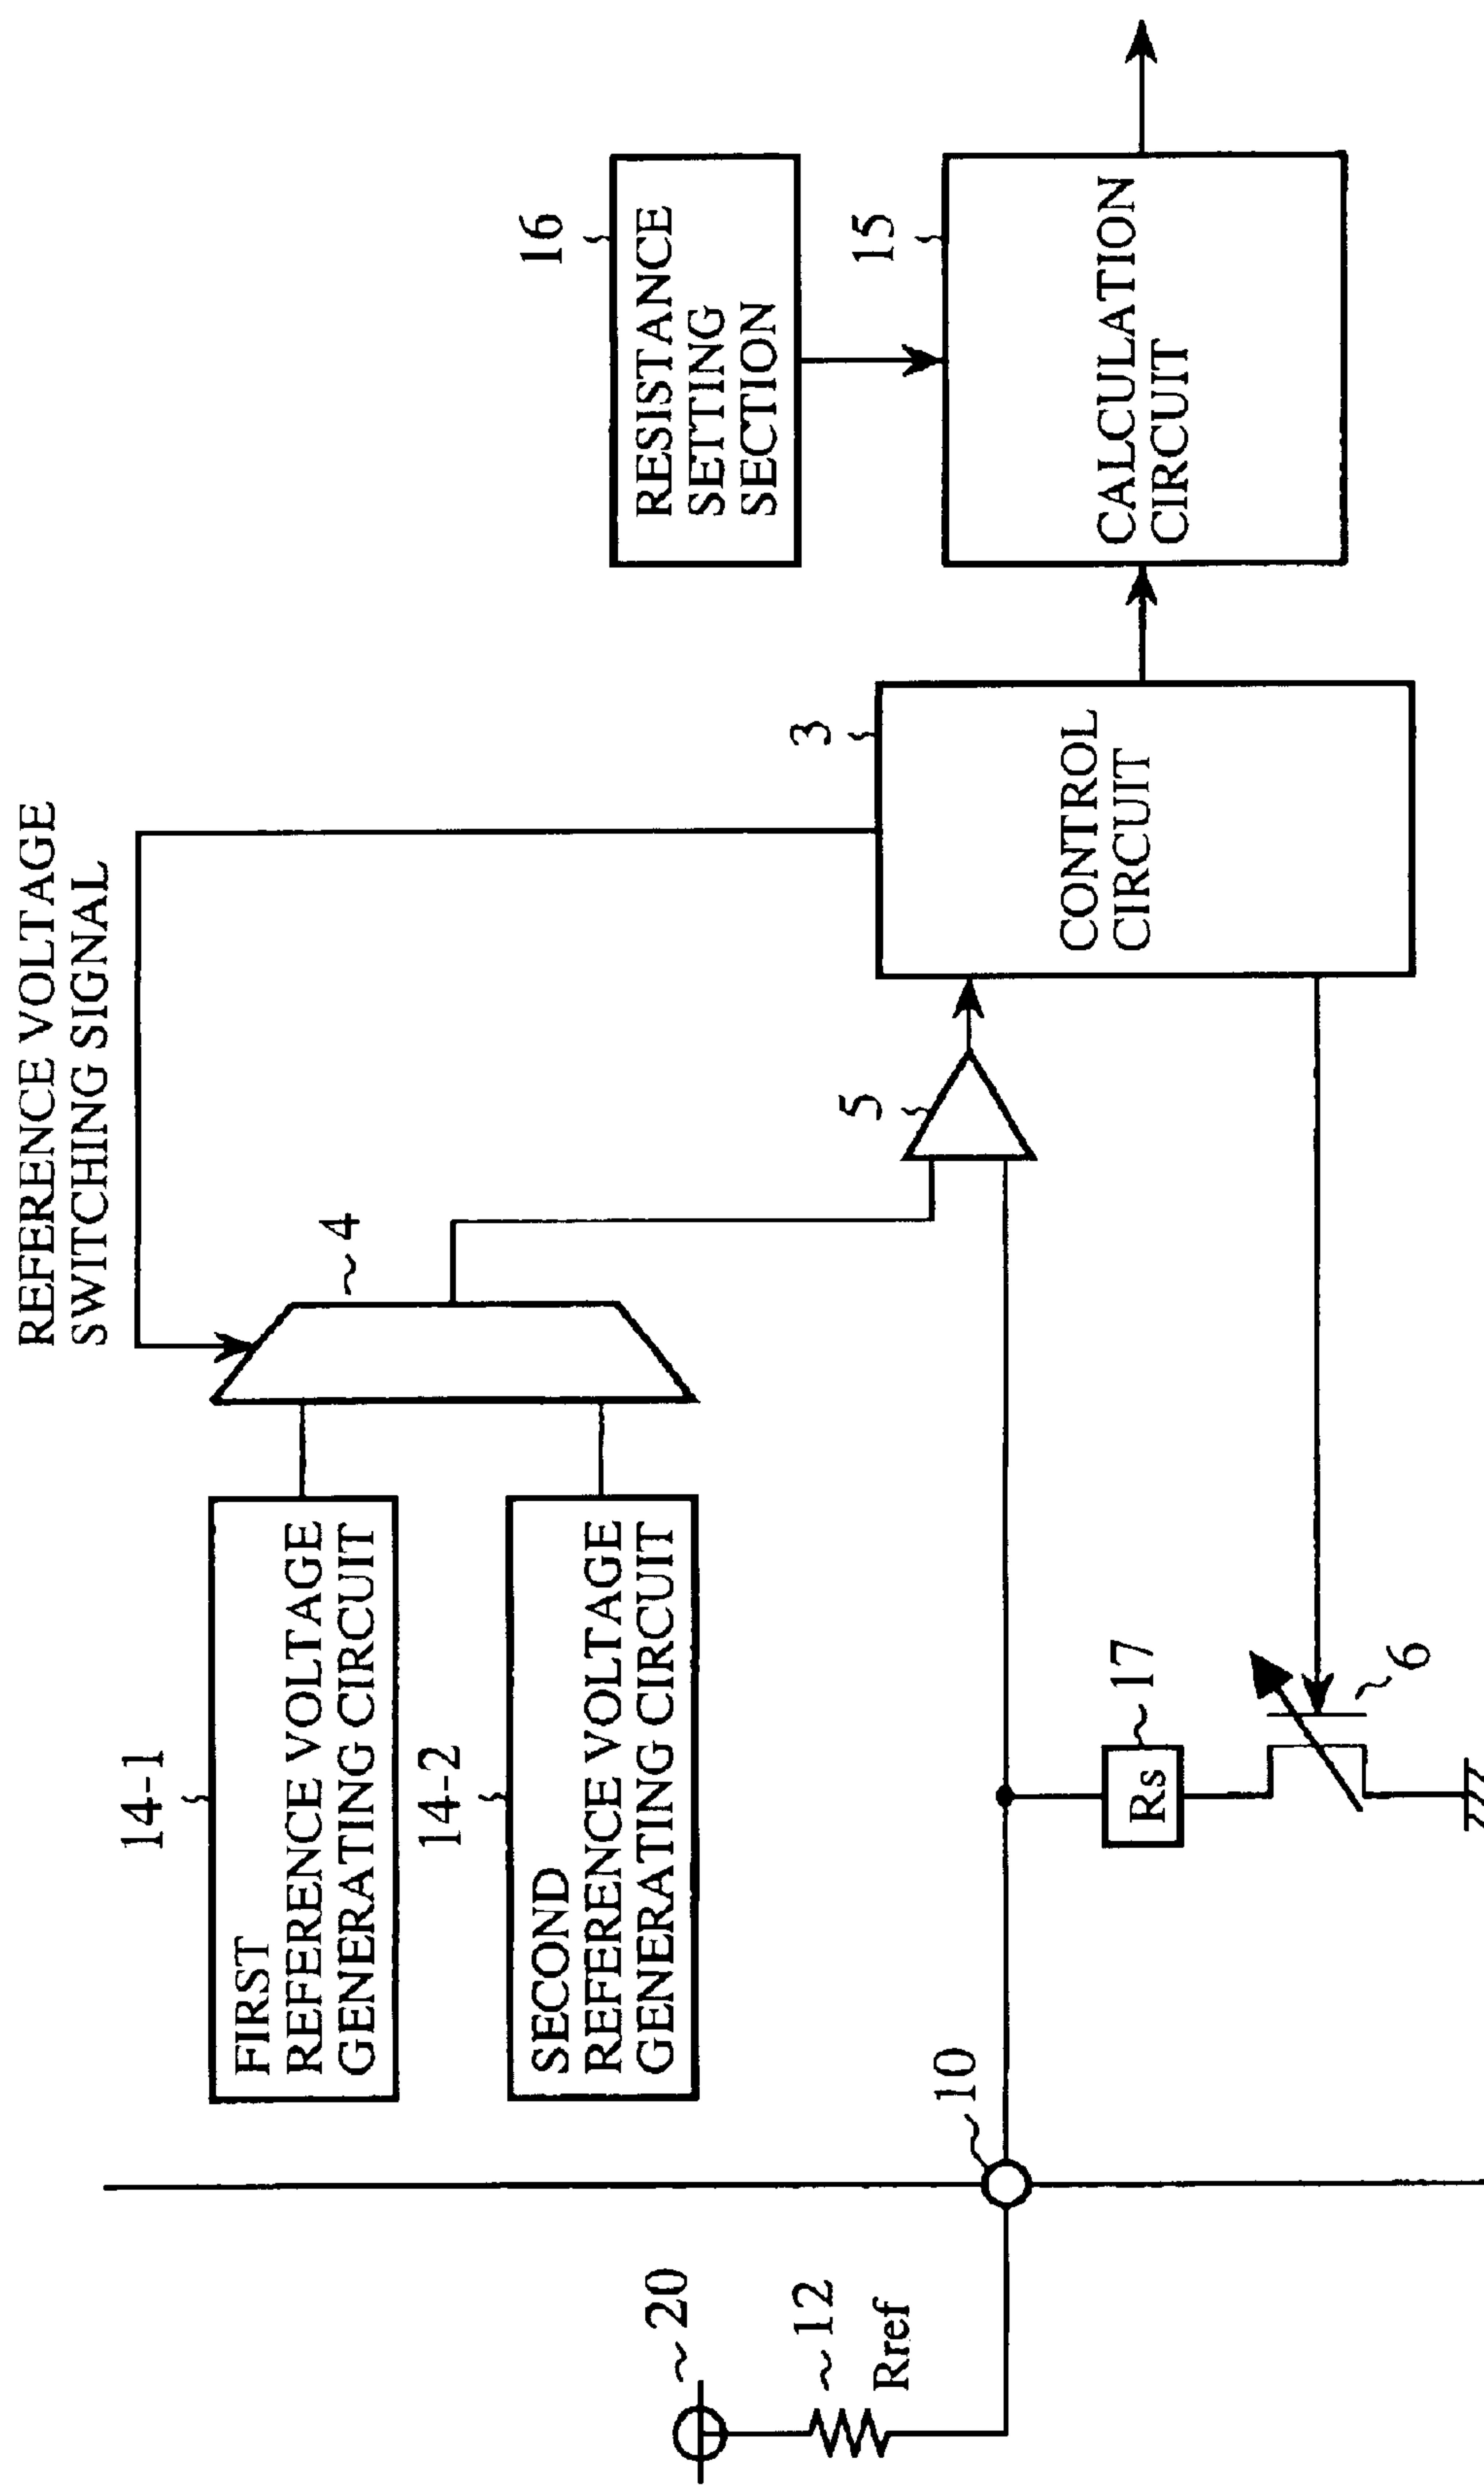 REFERENCE VOLTAGE
SWITCHING SIGNAL
14-1
FIRST
REFERENCE VOLTAGE
GENERATING CIRCUIT
4
14-2
SECOND
REFERENCE VOLTAGE
GENERATING CIRCUIT
16
RESISTANCE
SETTING
SECTION
20
12
Rref
10
5
3
CONTROL
CIRCUIT
15
CALCULATION
CIRCUIT
17
Rs
6